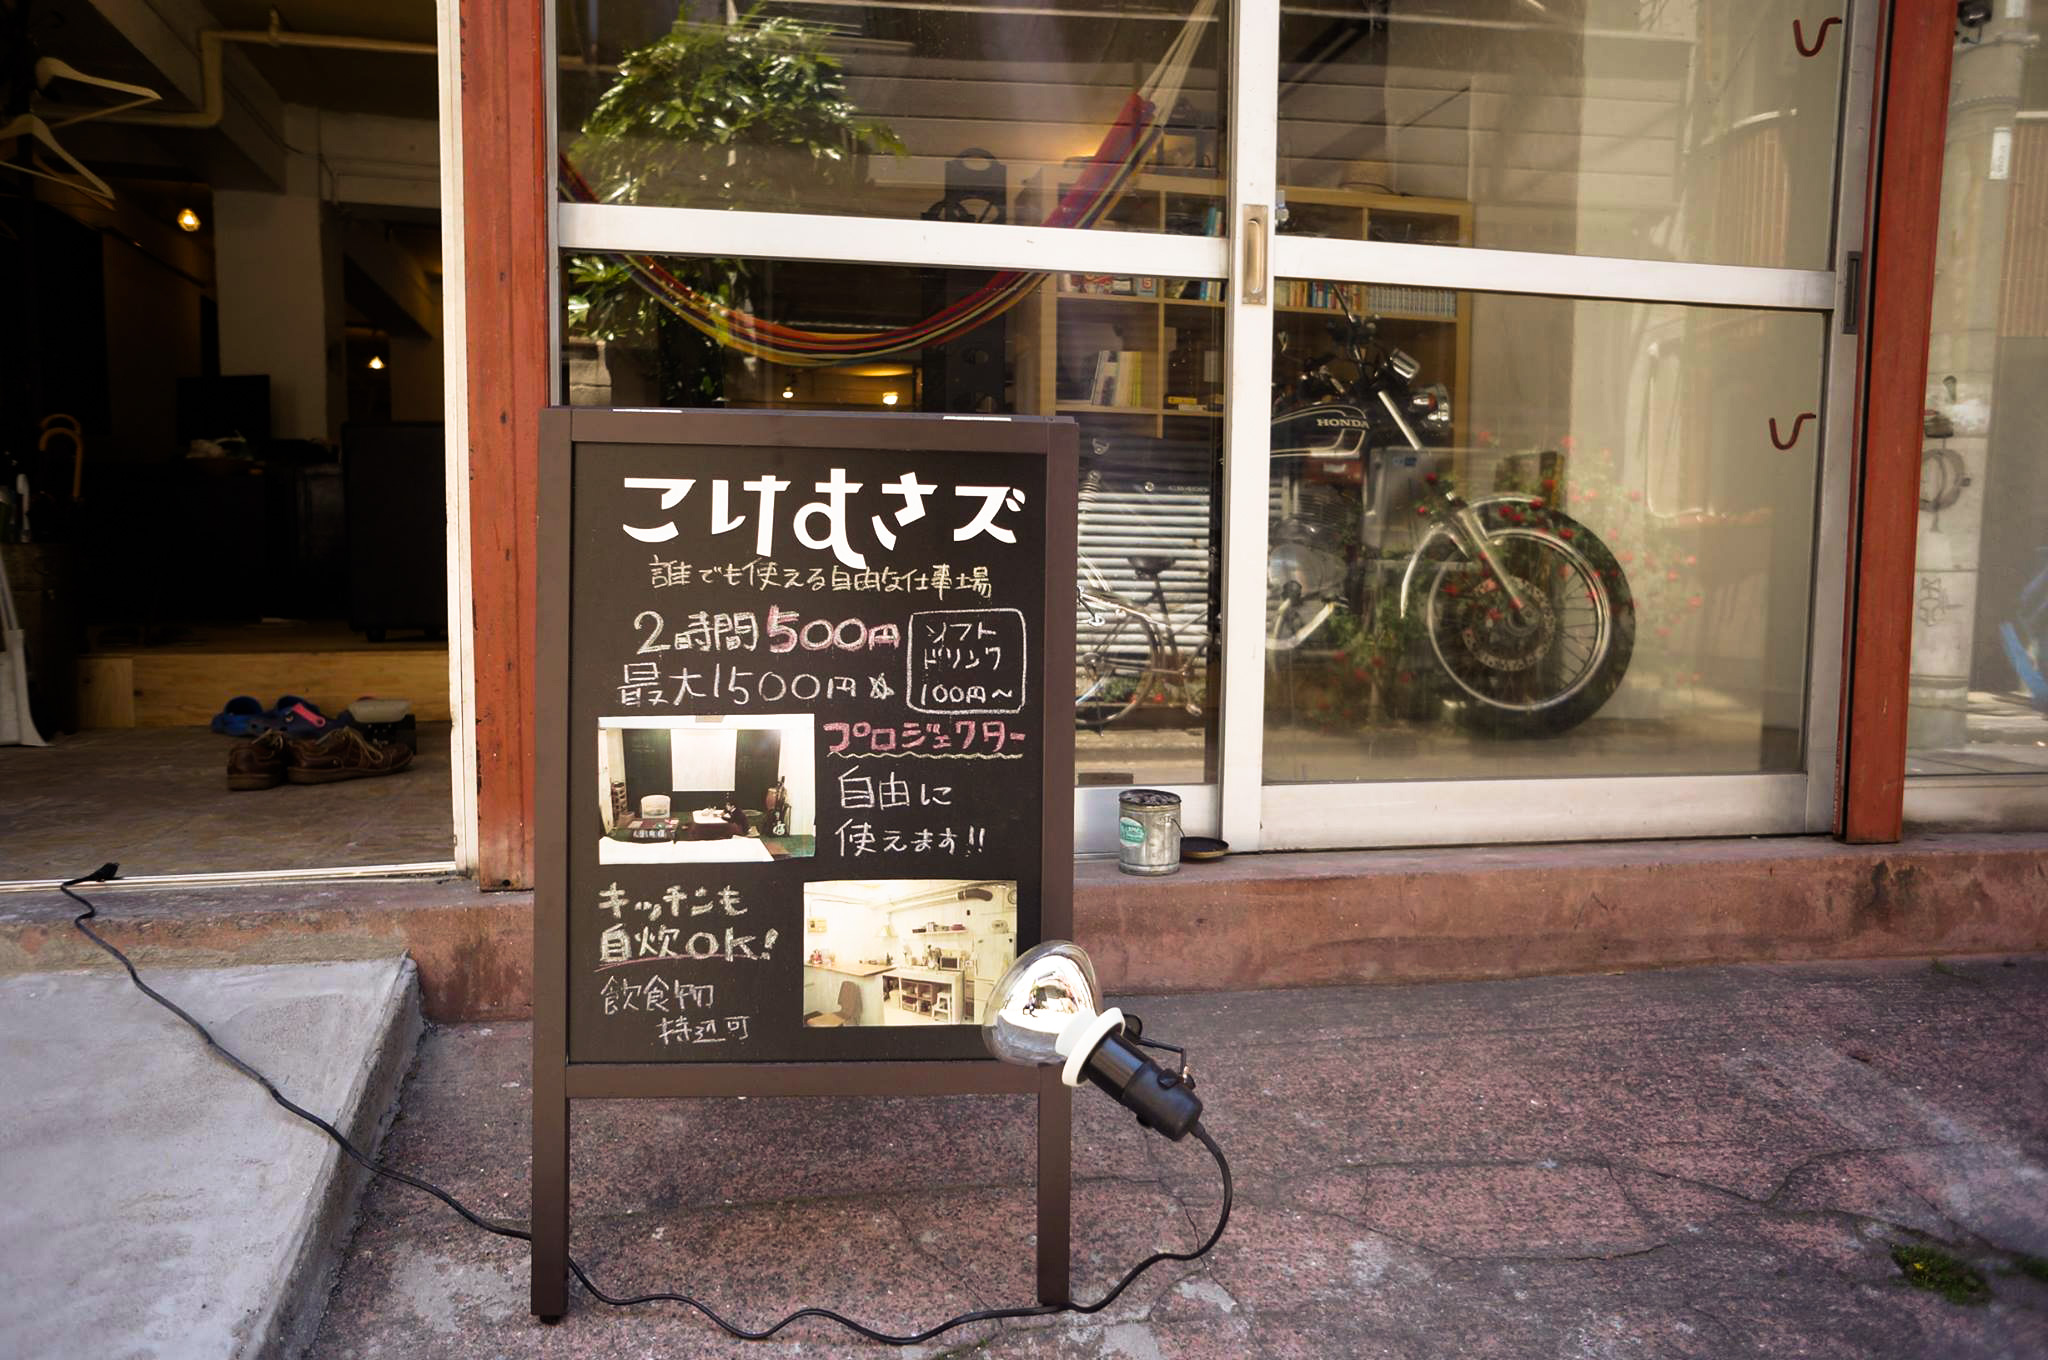 こけむさズ
誰でも使える自由な仕事場
2時間500円
最大1500円
ソフト
ドリンク
100円〜
プロジェクター
自由に
使えます!!
キッチンも
自炊OK!
飲食物
持込可
HONDA